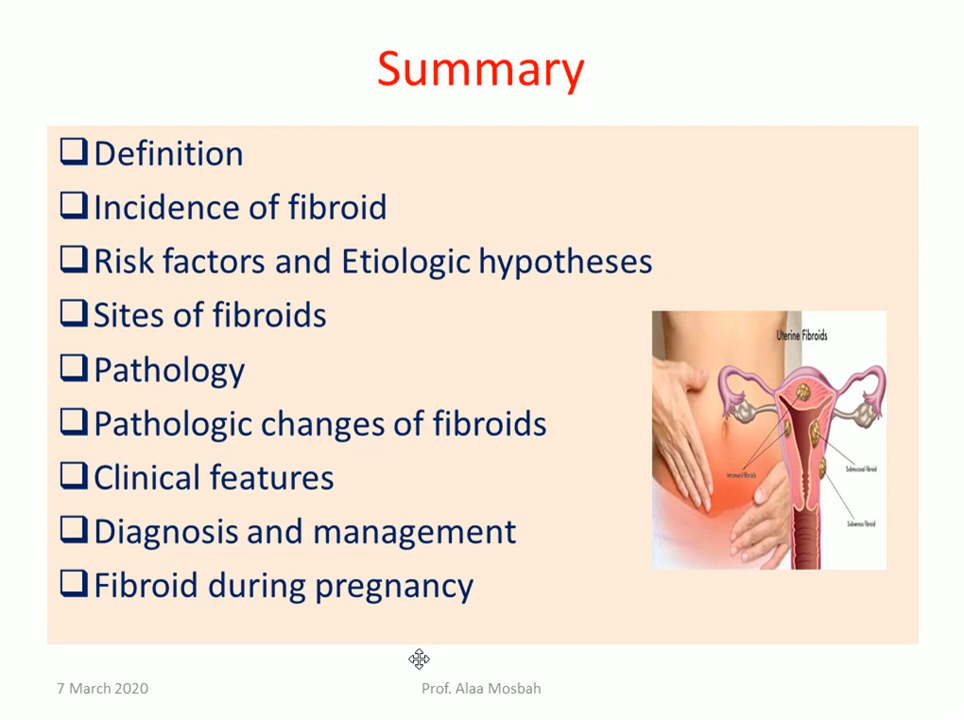 Summary
❑Definition
❑Incidence of fibroid
❑Risk factors and Etiologic hypotheses
❑Sites of fibroids
❑Pathology
❑Pathologic changes of fibroids
❑Clinical features
❑Diagnosis and management
❑Fibroid during pregnancy
Uterine Fibroids
Submucosal fibroid
Intramural fibroids
Subserous fibroid
7 March 2020
Prof. Alaa Mosbah